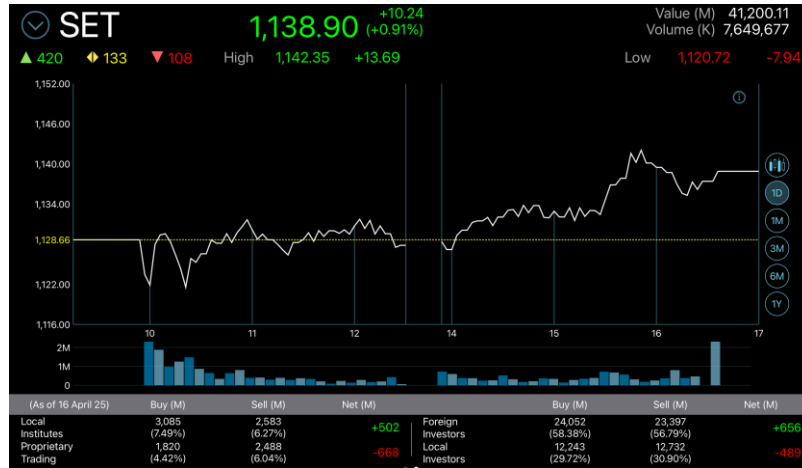 SET 1,138.90 +10.24 (+0.91%) Value (M) 41,200.11
Volume (K) 7,649,677
420 133 108 High 1,142.35 +13.69 Low 1,120.72 -7.94
1,152.00
1,146.00
1,140.00
1,134.00
1,128.66
1,122.00
1,116.00
1D
1M
3M
6M
1Y
10 11 12 14 15 16 17
2M
1M
0
(As of 16 April 25) Buy (M) Sell (M) Net (M) Buy (M) Sell (M) Net (M)
Local Institutes 3,085 (7.49%) 2,583 (6.27%) +502 Foreign Investors 24,052 (58.38%) 23,397 (56.79%) +656
Proprietary Trading 1,820 (4.42%) 2,488 (6.04%) -668 Local Investors 12,243 (29.72%) 12,732 (30.90%) -489